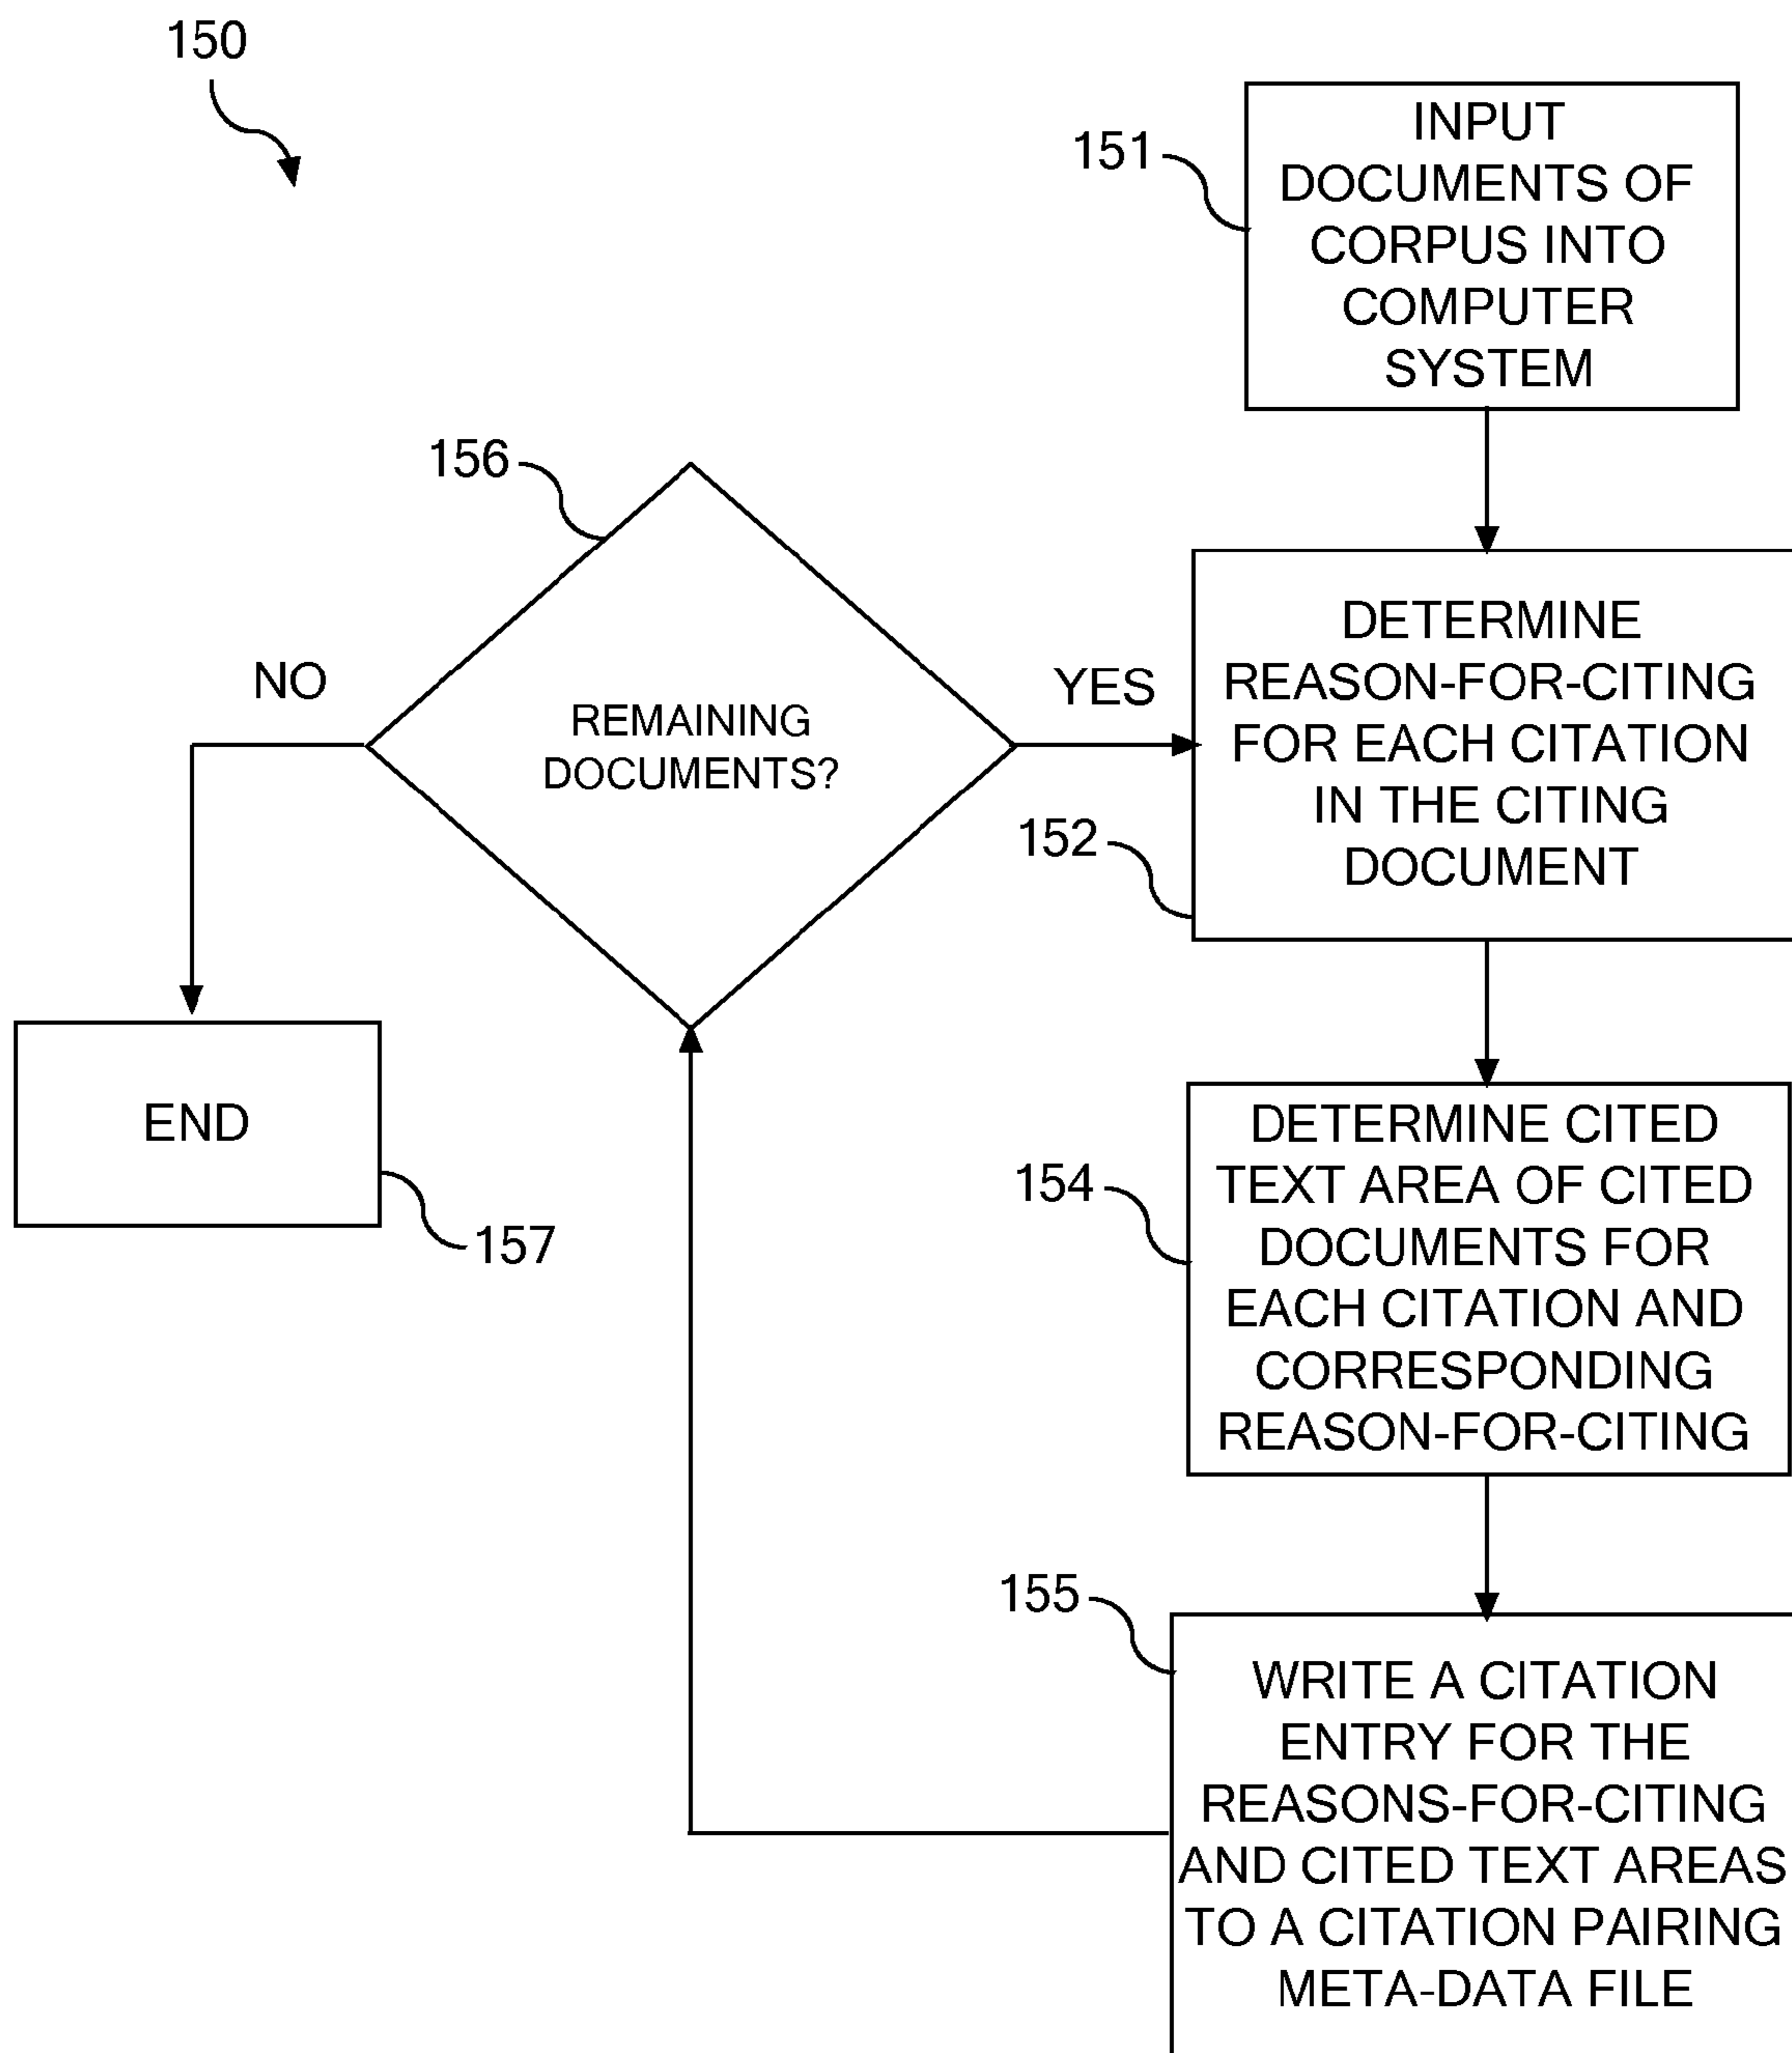 150
151
INPUT
DOCUMENTS OF
CORPUS INTO
COMPUTER
SYSTEM
156
REMAINING
DOCUMENTS?
NO
YES
152
DETERMINE
REASON-FOR-CITING
FOR EACH CITATION
IN THE CITING
DOCUMENT
END
157
154
DETERMINE CITED
TEXT AREA OF CITED
DOCUMENTS FOR
EACH CITATION AND
CORRESPONDING
REASON-FOR-CITING
155
WRITE A CITATION
ENTRY FOR THE
REASONS-FOR-CITING
AND CITED TEXT AREAS
TO A CITATION PAIRING
META-DATA FILE